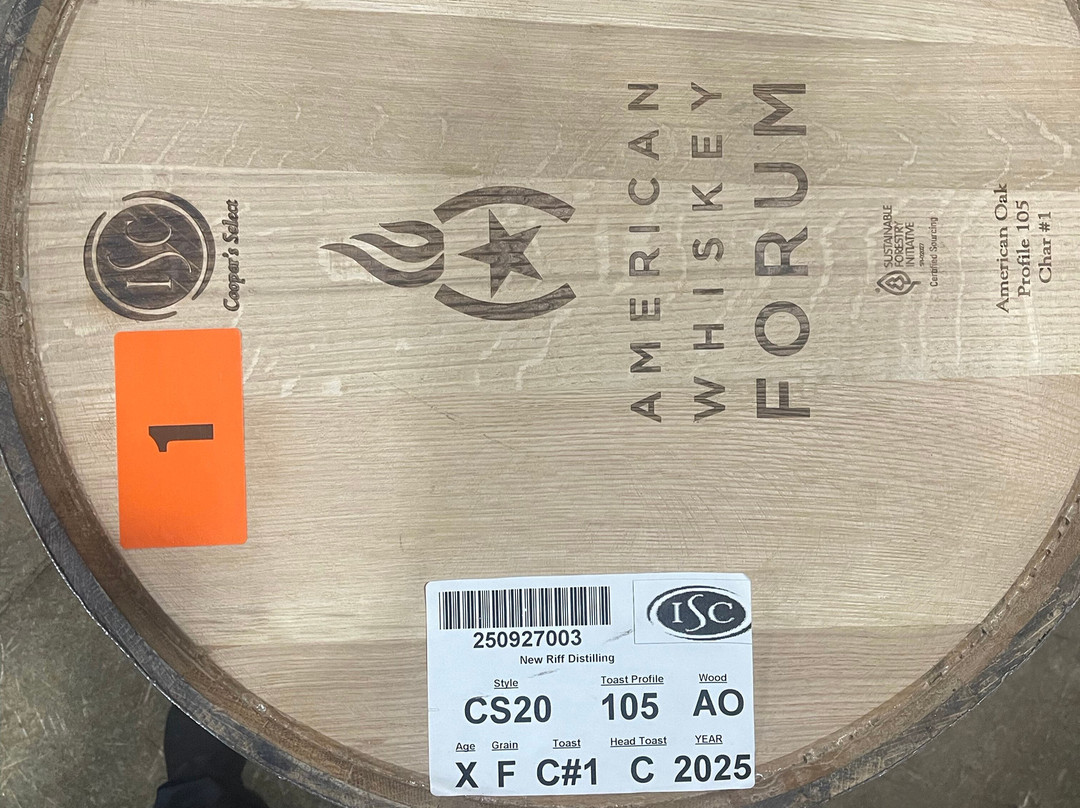 ISC
Cooper's Select
1
AMERICAN
WHISKEY
FORUM
SUSTAINABLE
FORESTRY
INITIATIVE
Certified Sourcing
American Oak
Profile 105
Char #1
250927003
ISC
New Riff Distilling
Style Toast Profile Wood
CS20 105 AO
Age Grain Toast Head Toast YEAR
X F C#1 C 2025